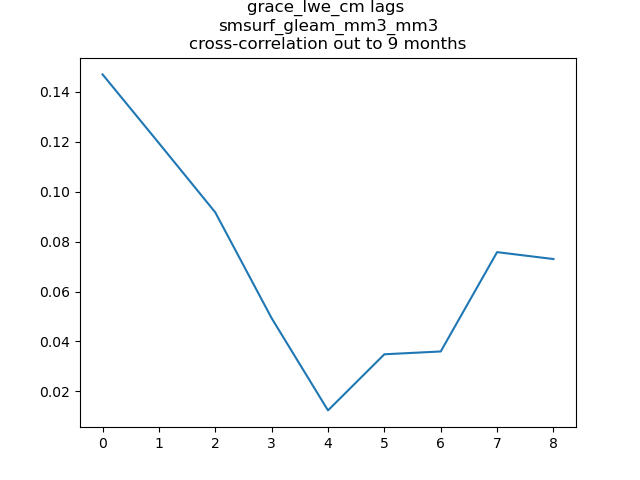 grace_lwe_cm lags
smsurf_gleam_mm3_mm3
cross-correlation out to 9 months
0.14
0.12
0.10
0.08
0.06
0.04
0.02
0 1 2 3 4 5 6 7 8